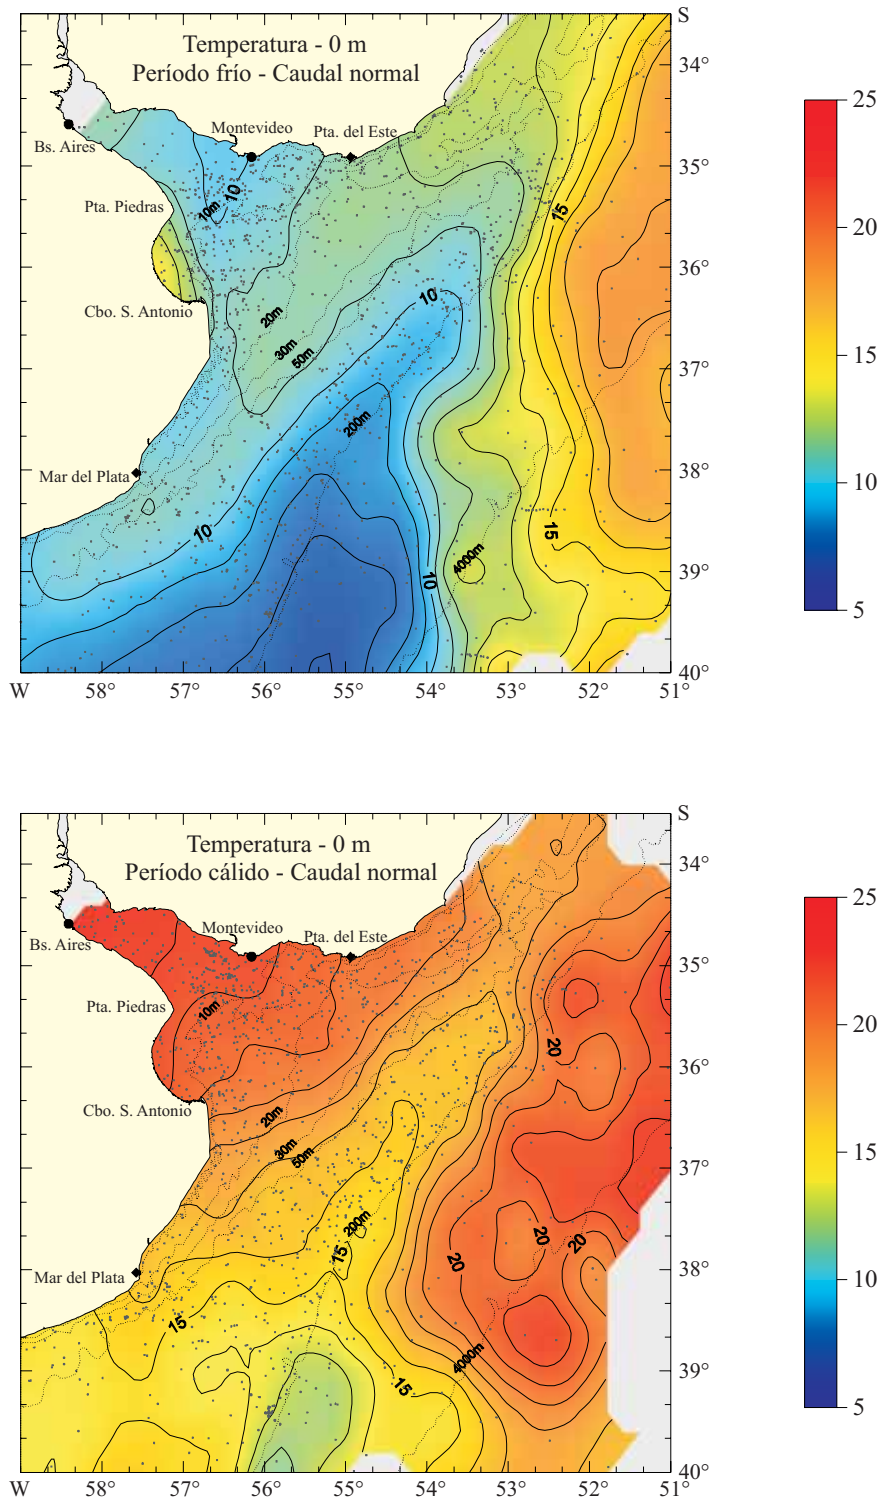 S
Temperatura - 0 m
Período frío - Caudal normal
34°
25
Montevideo
Pta. del Este
Bs. Aires
35°
10
10m
Pta. Piedras
15
20
36°
10
Cbo. S. Antonio
20m
30m
50m
15
37°
200m
38°
Mar del Plata
10
10
15
4000m
39°
10
5
40°
W
58°
57°
56°
55°
54°
53°
52°
51°
S
Temperatura - 0 m
Período cálido - Caudal normal
34°
25
Montevideo
Pta. del Este
Bs. Aires
35°
Pta. Piedras
10m
20
20
36°
Cbo. S. Antonio
20m
30m
50m
15
37°
200m
15
20
20
20
Mar del Plata
38°
10
15
4000m
39°
15
5
40°
W
58°
57°
56°
55°
54°
53°
52°
51°